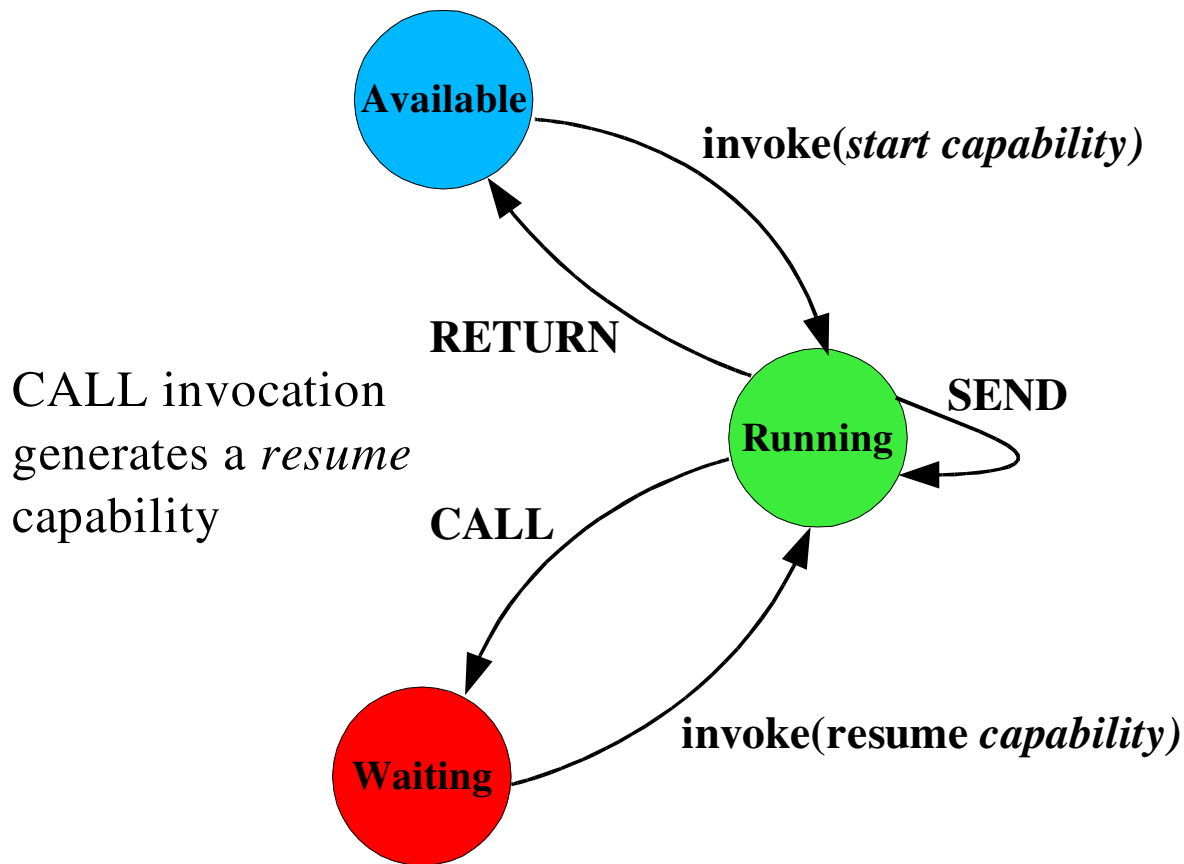 Available
invoke(start capability)
RETURN
CALL invocation
generates a resume
capability
SEND
Running
CALL
invoke(resume capability)
Waiting